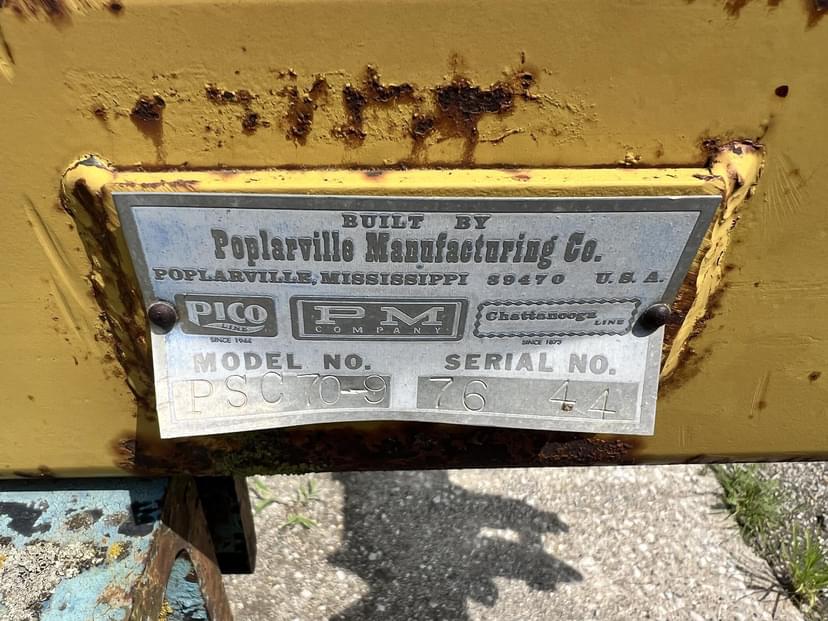 BUILT BY
Poplarville Manufacturing Co.
POPLARVILLE, MISSISSIPPI 39470 U.S.A.
PICO
LINE
SINCE 1944
PM
COMPANY
Chattanooga
LINE
SINCE 1873
MODEL NO. SERIAL NO.
PSC 70-9 76 44